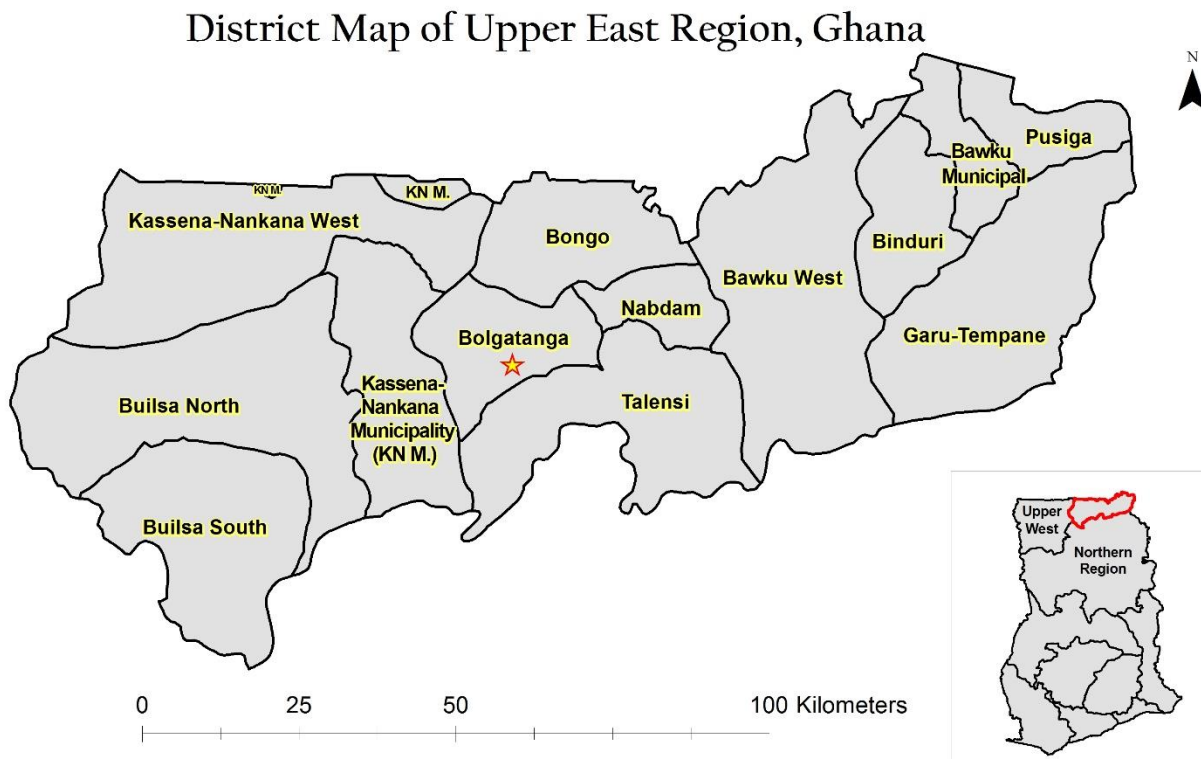 District Map of Upper East Region, Ghana
N
Pusiga
Bawku
Municipal
KN M.
KN M.
Kassena-Nankana West
Bongo
Binduri
Bawku West
Nabdam
Garu-Tempane
Bolgatanga
Kassena-
Nankana
Municipality
(KN M.)
Builsa North
Talensi
Builsa South
Upper
West
Northern
Region
0 25 50 100 Kilometers